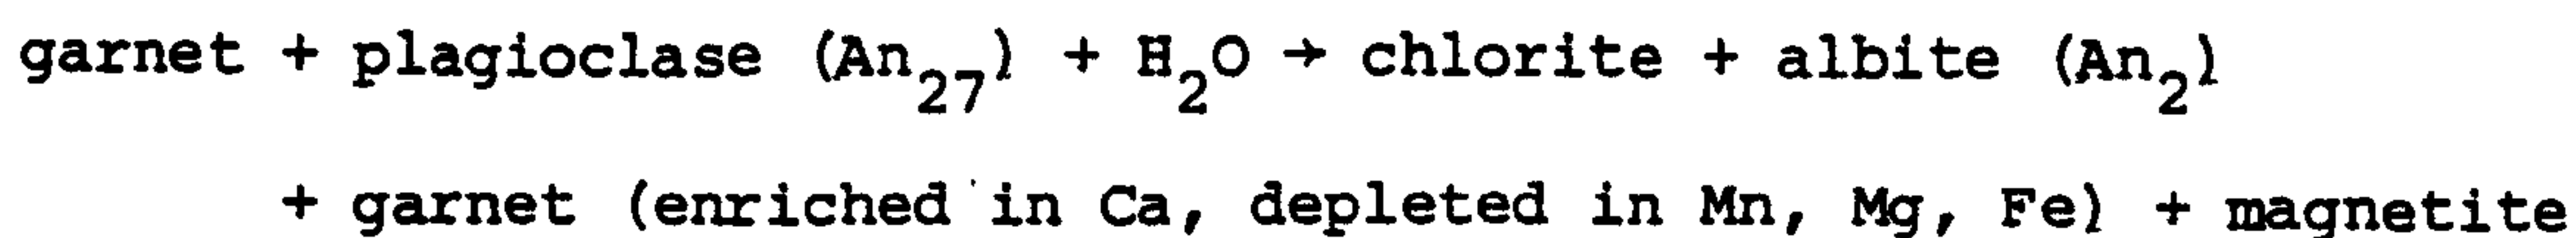 garnet + plagioclase (An₂₇) + H₂O → chlorite + albite (An₂)
+ garnet (enriched in Ca, depleted in Mn, Mg, Fe) + magnetite